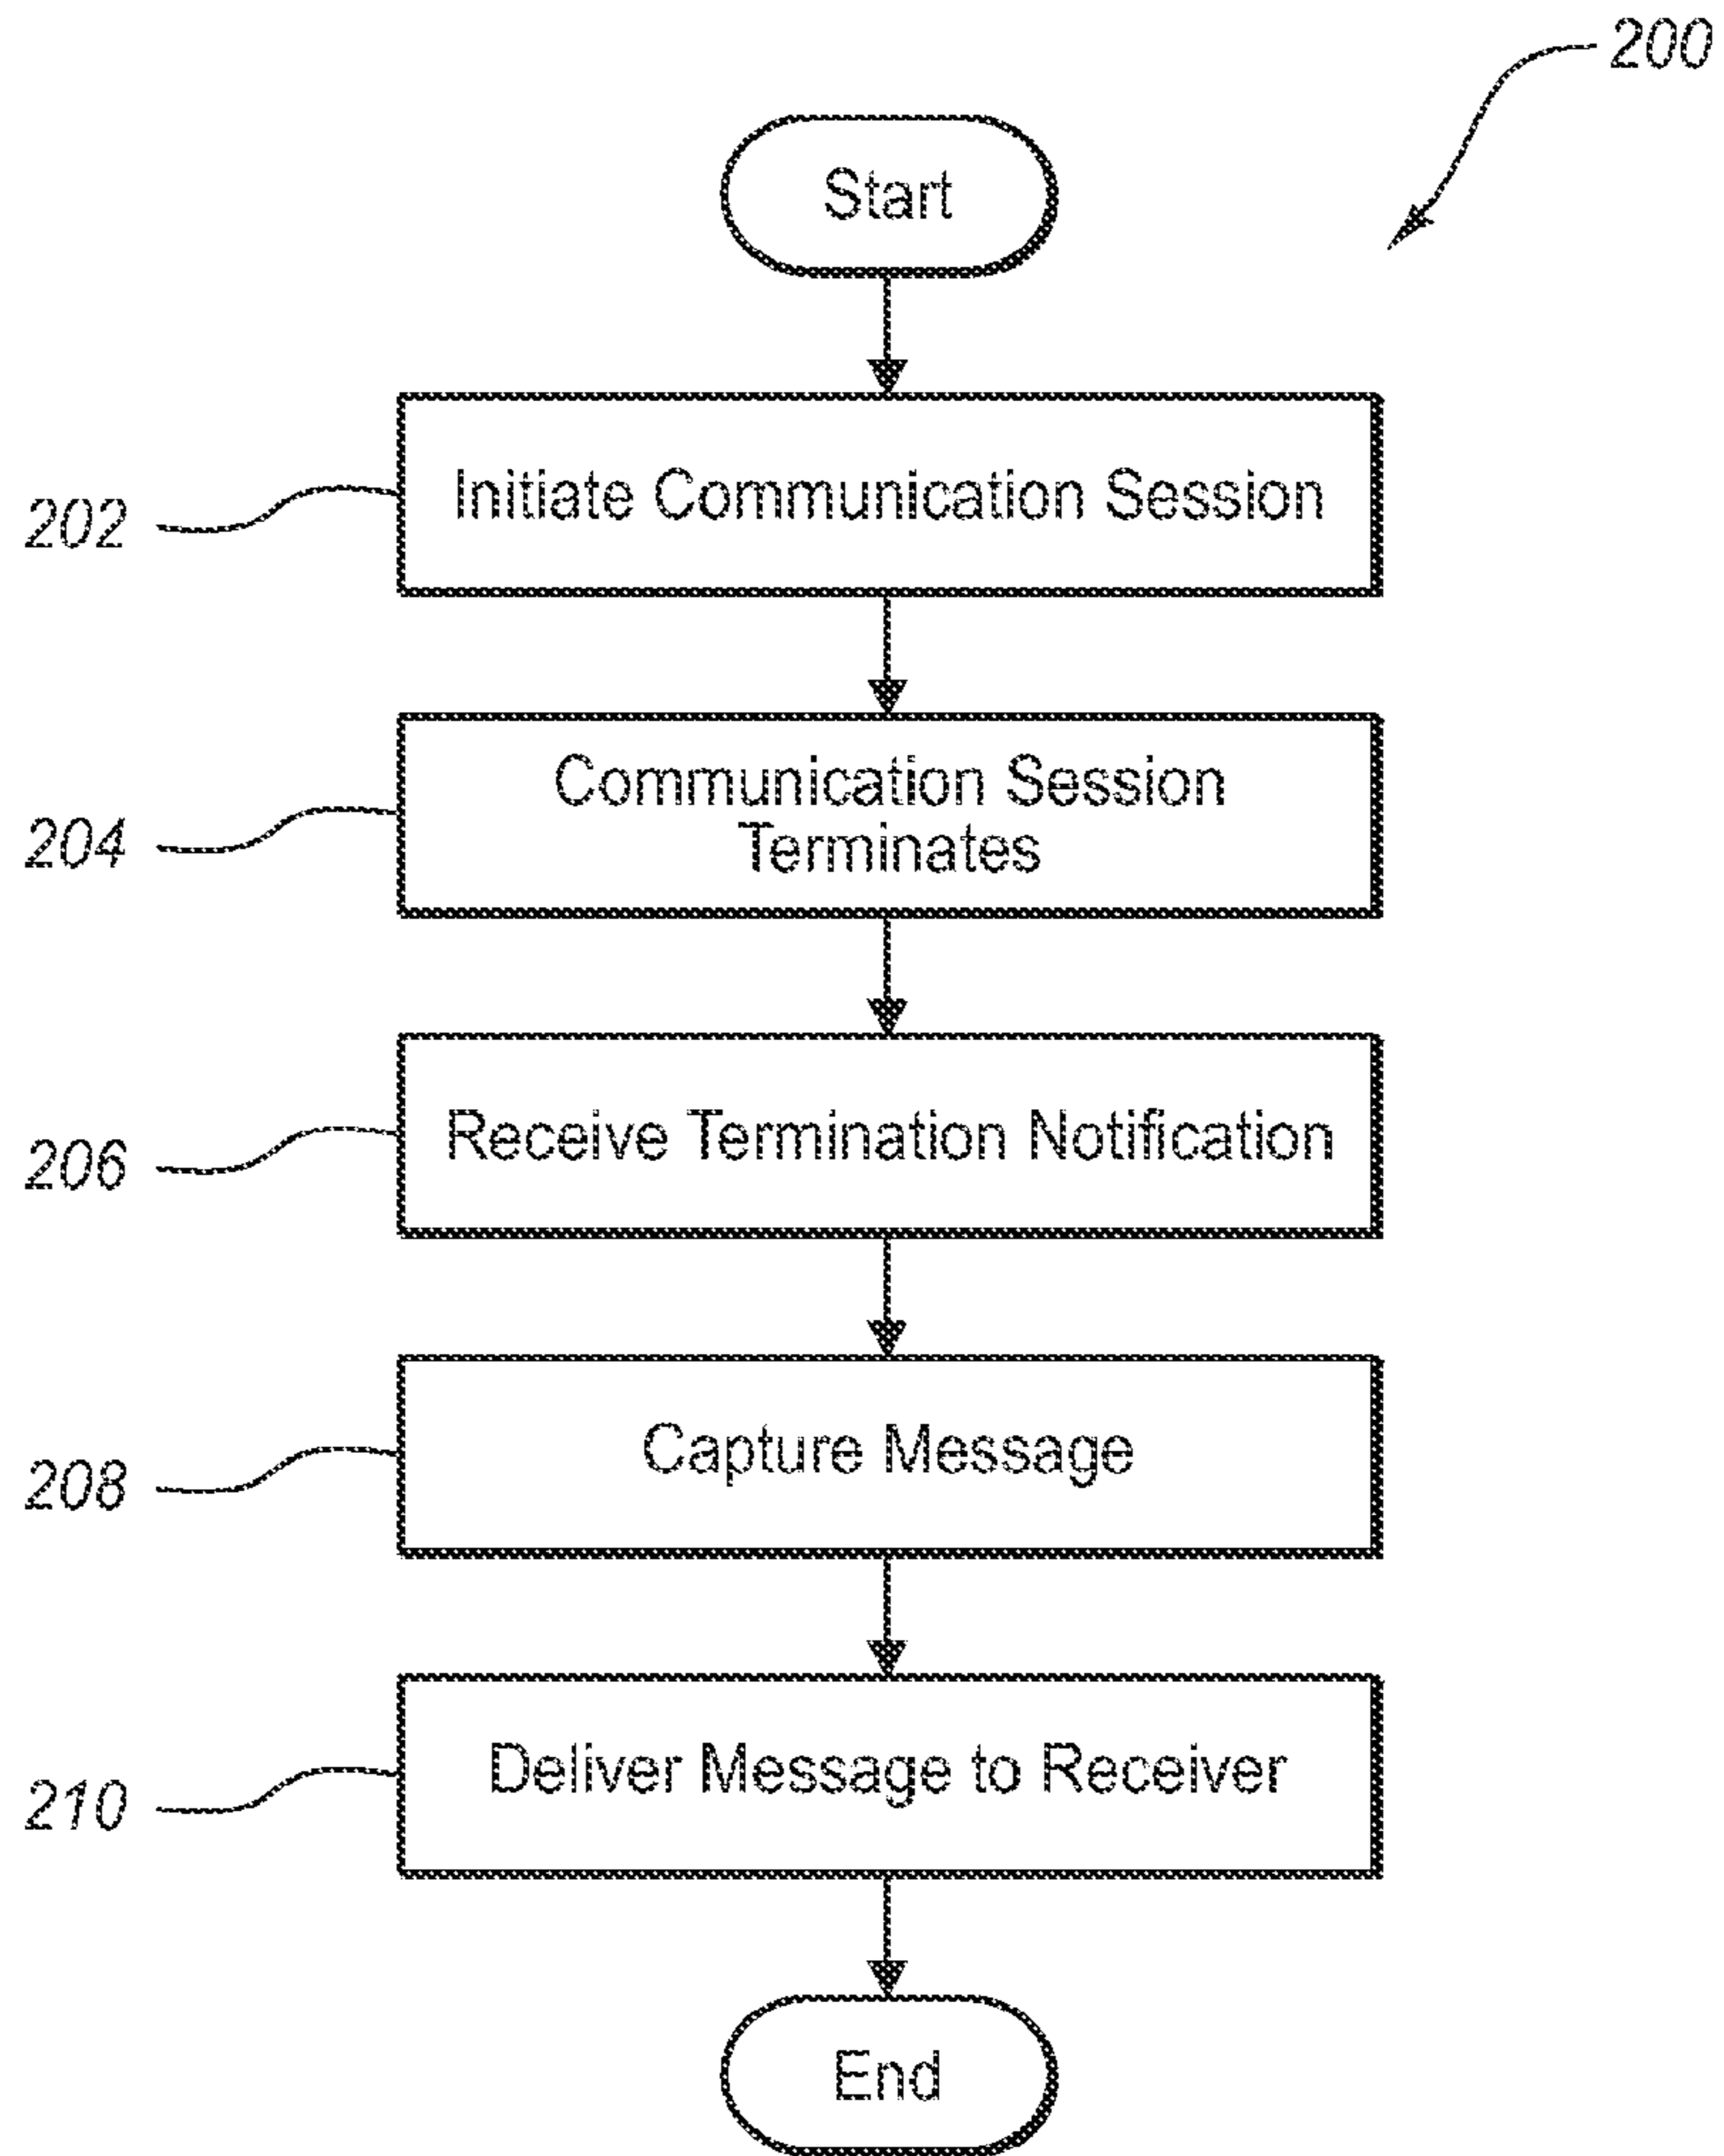 200
Start
202
Initiate Communication Session
204
Communication Session
Terminates
206
Receive Termination Notification
208
Capture Message
210
Deliver Message to Receiver
End